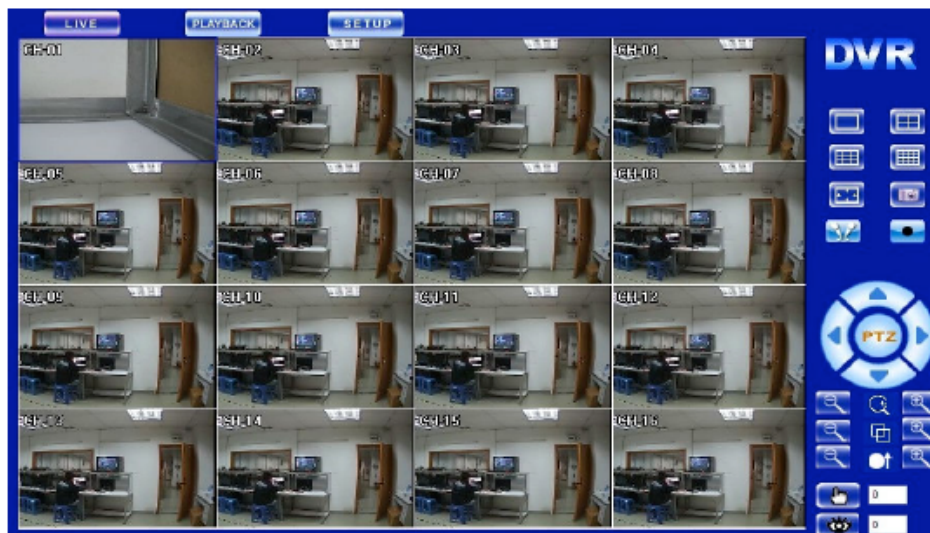 LIVE PLAYBACK SETUP
CH-01 CH-02 CH-03 CH-04
DVR
CH-05 CH-06 CH-07 CH-08
CH-09 CH-10 CH-11 CH-12
PTZ
CH-13 CH-14 CH-15 CH-16
0
0